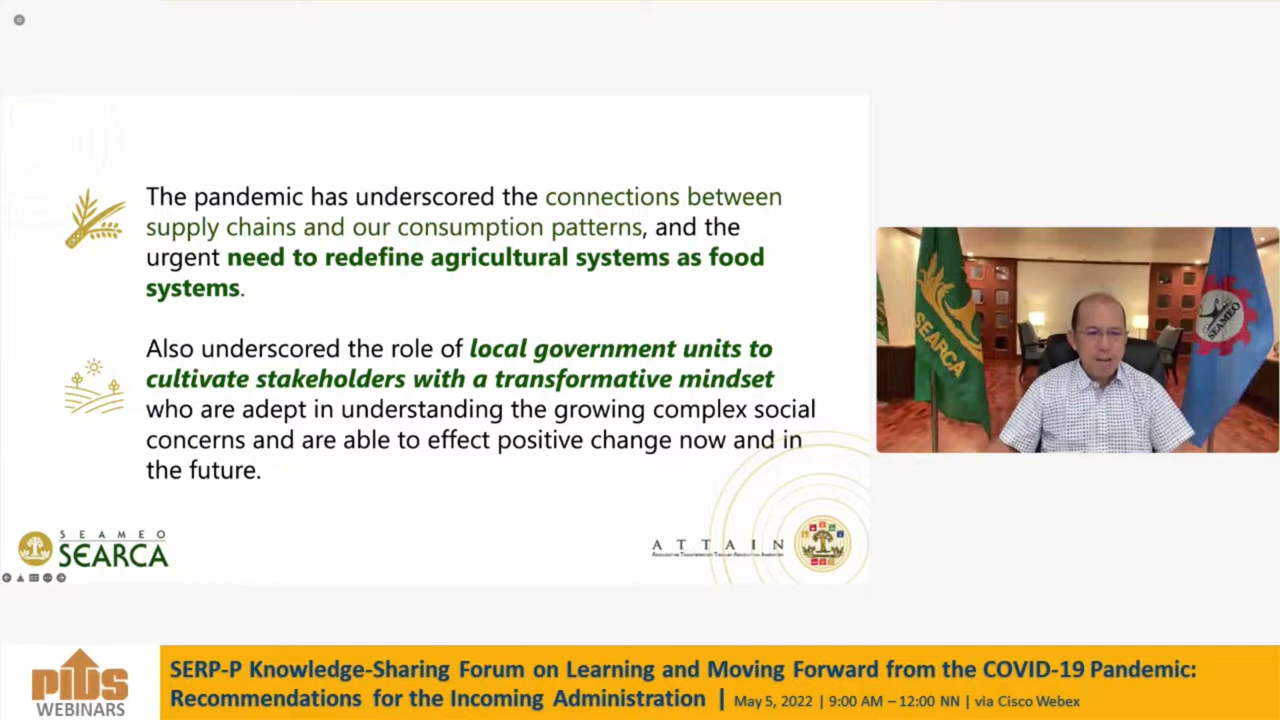 The pandemic has underscored the connections between
supply chains and our consumption patterns, and the
urgent need to redefine agricultural systems as food
systems.
Also underscored the role of local government units to
cultivate stakeholders with a transformative mindset
who are adept in understanding the growing complex social
concerns and are able to effect positive change now and in
the future.
SEAMEO
SEARCA
ATTAIN
Accelerating Transformation Through Agricultural Innovation
SEARCA
SEAMEO
pids
WEBINARS
SERP-P Knowledge-Sharing Forum on Learning and Moving Forward from the COVID-19 Pandemic:
Recommendations for the Incoming Administration | May 5, 2022 | 9:00 AM – 12:00 NN | via Cisco Webex